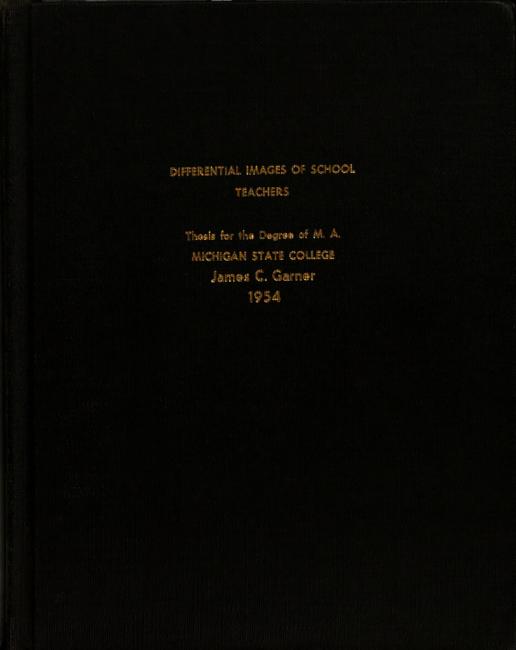 DIFFERENTIAL IMAGES OF SCHOOL
TEACHERS
Thesis for the Degree of M. A.
MICHIGAN STATE COLLEGE
James C. Garner
1954